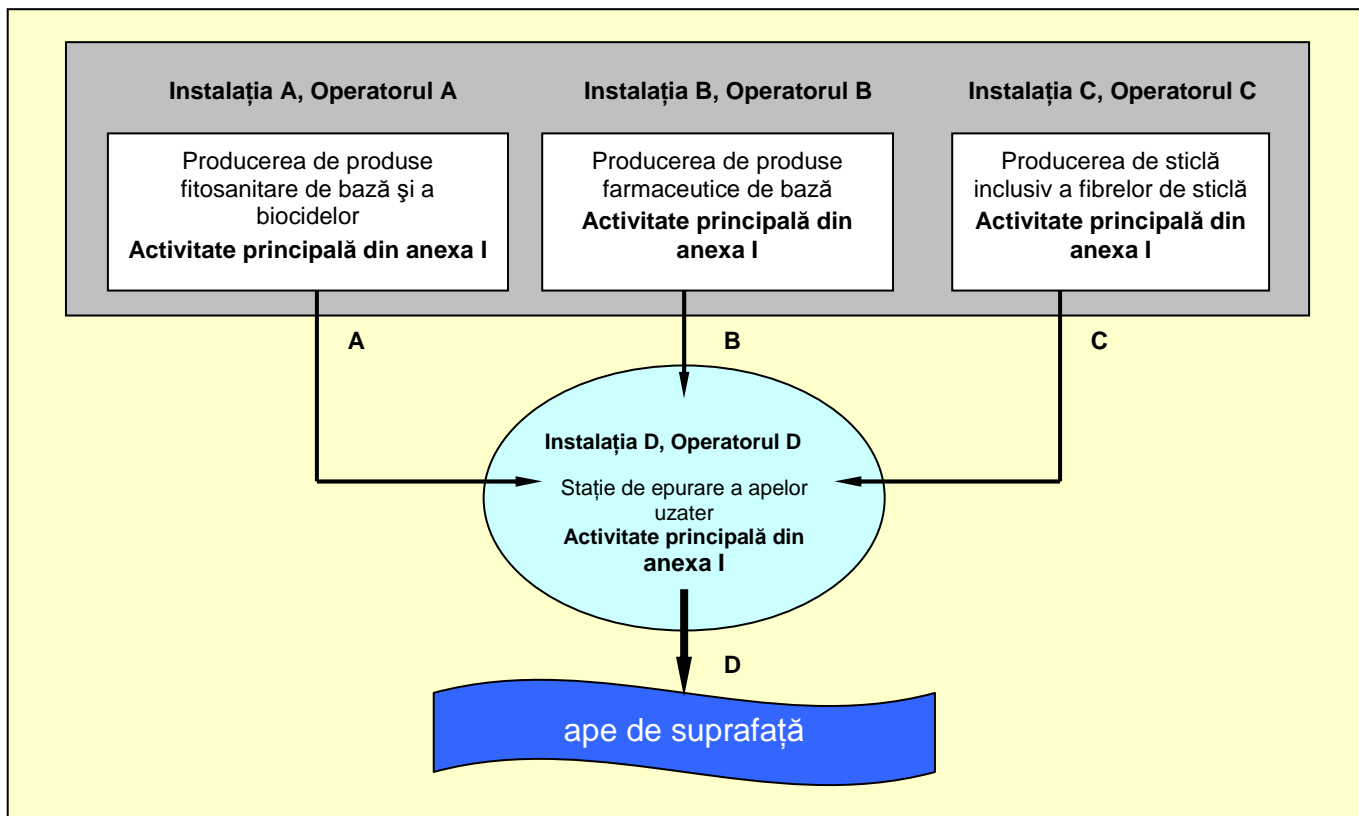 Instalația A, Operatorul A
Producerea de produse
fitosanitare de bază şi a
biocidelor
Activitate principală din anexa I
Instalația B, Operatorul B
Producerea de produse
farmaceutice de bază
Activitate principală din
anexa I
Instalația C, Operatorul C
Producerea de sticlă
inclusiv a fibrelor de sticlă
Activitate principală din
anexa I
A
B
C
Instalația D, Operatorul D
Stație de epurare a apelor
uzater
Activitate principală din
anexa I
D
ape de suprafață